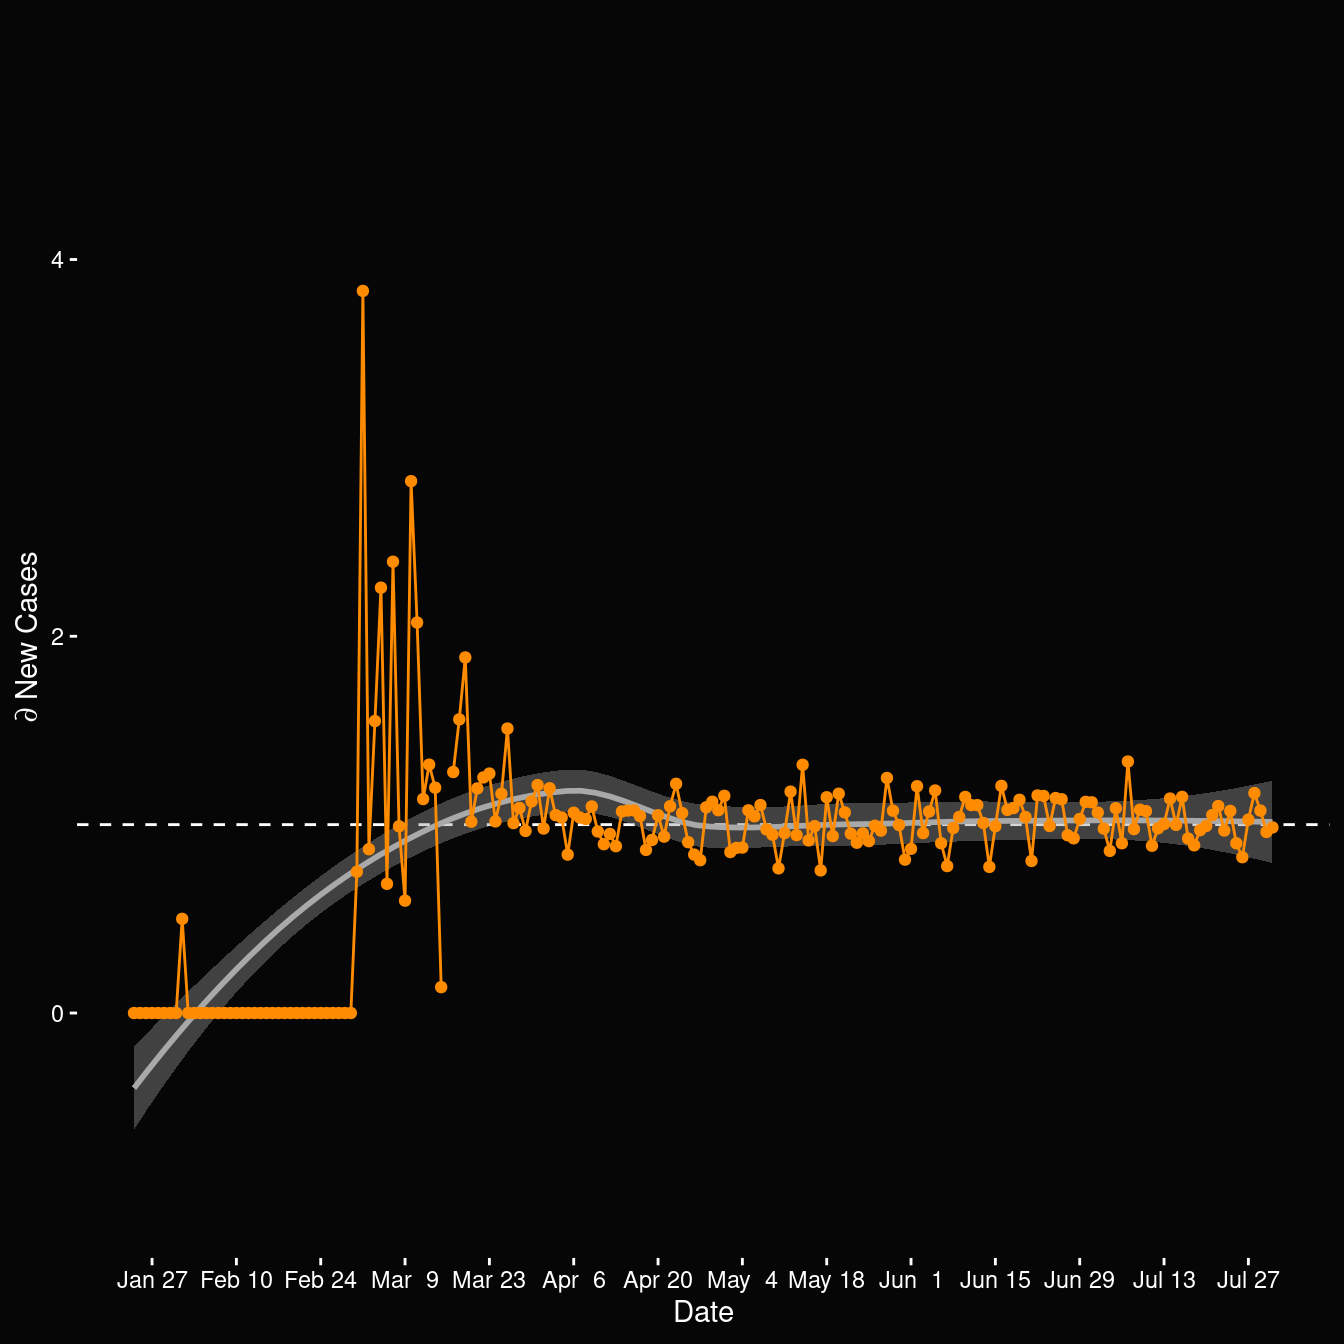 4
2
0
∂ New Cases
Jan 27 Feb 10 Feb 24 Mar 9 Mar 23 Apr 6 Apr 20 May 4 May 18 Jun 1 Jun 15 Jun 29 Jul 13 Jul 27
Date